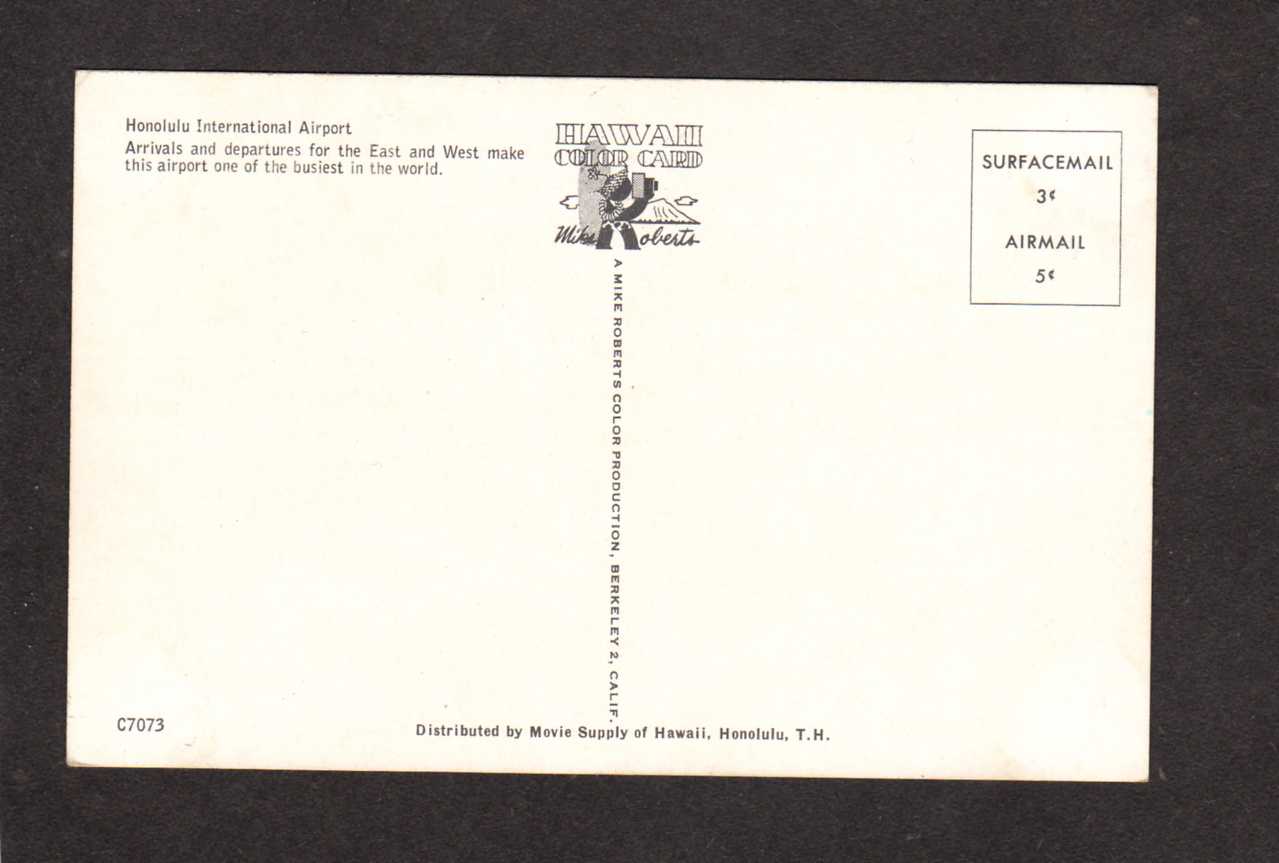 Honolulu International Airport
Arrivals and departures for the East and West make
this airport one of the busiest in the world.
HAWAII
COLOR CARD
Mike Roberts
A MIKE ROBERTS COLOR PRODUCTION, BERKELEY 2, CALIF.
SURFACEMAIL
3¢
AIRMAIL
5¢
C7073
Distributed by Movie Supply of Hawaii, Honolulu, T.H.